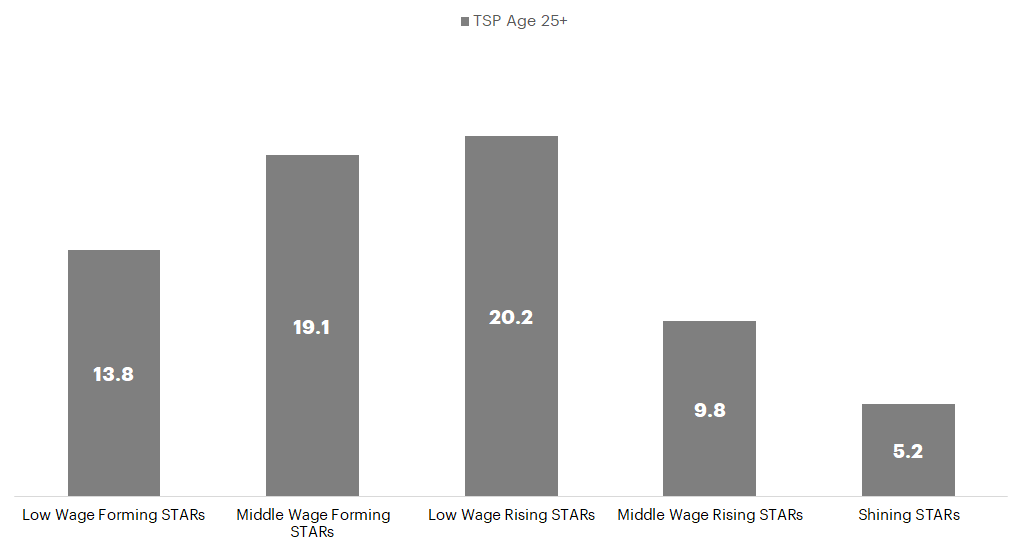 TSP Age 25+
13.8
19.1
20.2
9.8
5.2
Low Wage Forming STARs
Middle Wage Forming
STARs
Low Wage Rising STARs
Middle Wage Rising STARs
Shining STARs